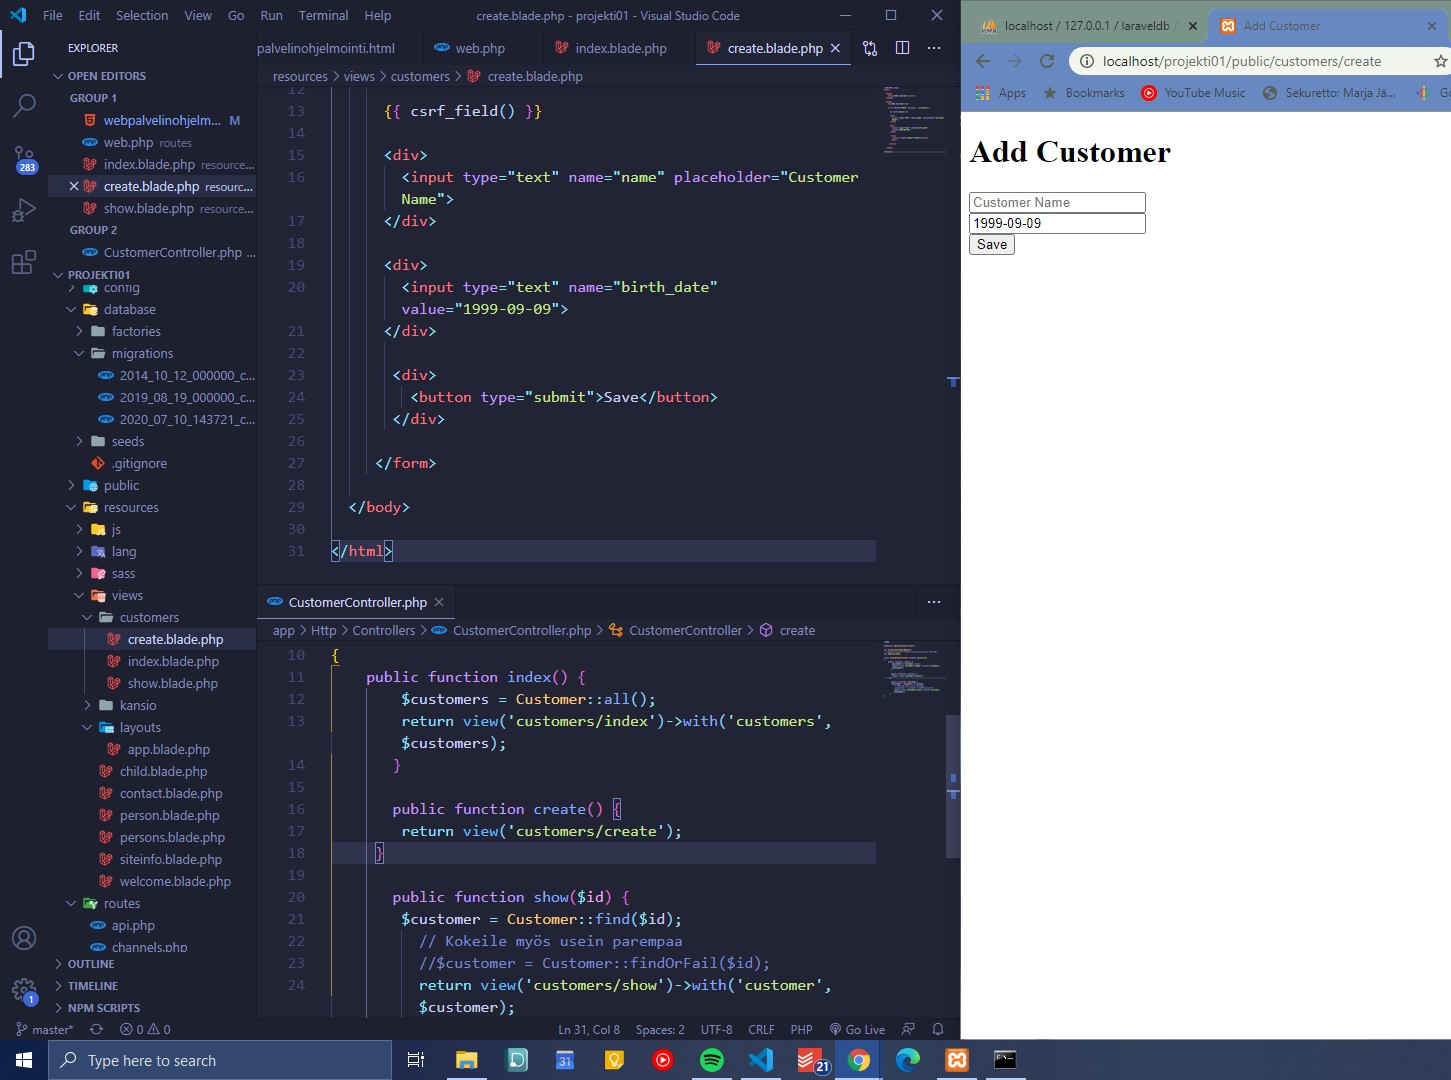 File Edit Selection View Go Run Terminal Help
create.blade.php - projekti01 - Visual Studio Code
EXPLORER
OPEN EDITORS
GROUP 1
webpalvelinohjelm... M
web.php routes
index.blade.php resource...
create.blade.php resourc...
show.blade.php resource...
GROUP 2
CustomerController.php ...
283
PROJEKTI01
config
database
factories
migrations
2014_10_12_000000_c...
2019_08_19_000000_c...
2020_07_10_143721_c...
seeds
.gitignore
public
resources
js
lang
sass
views
customers
create.blade.php
index.blade.php
show.blade.php
kansio
layouts
app.blade.php
child.blade.php
contact.blade.php
person.blade.php
persons.blade.php
siteinfo.blade.php
welcome.blade.php
routes
api.php
channels.php
OUTLINE
TIMELINE
NPM SCRIPTS
1
palvelinohjelmointi.html web.php index.blade.php create.blade.php
resources > views > customers > create.blade.php
12
13 {{ csrf_field() }}
14
15 <div>
16 <input type="text" name="name" placeholder="Customer
Name">
17 </div>
18
19 <div>
20 <input type="text" name="birth_date"
value="1999-09-09">
21 </div>
22
23 <div>
24 <button type="submit">Save</button>
25 </div>
26
27 </form>
28
29 </body>
30
31 </html>
CustomerController.php
app > Http > Controllers > CustomerController.php > CustomerController > create
10 {
11 public function index() {
12 $customers = Customer::all();
13 return view('customers/index')->with('customers',
$customers);
14 }
15
16 public function create() {
17 return view('customers/create');
18 }
19
20 public function show($id) {
21 $customer = Customer::find($id);
22 // Kokeile myös usein parempaa
23 //$customer = Customer::findOrFail($id);
24 return view('customers/show')->with('customer',
$customer);
master* 0 0 Ln 31, Col 8 Spaces: 2 UTF-8 CRLF PHP Go Live
localhost / 127.0.0.1 / laraveldb /
Add Customer
localhost/projekti01/public/customers/create
Apps Bookmarks YouTube Music Sekuretto: Marja Jä... Go
Add Customer
Customer Name
1999-09-09
Save
Type here to search
31
21